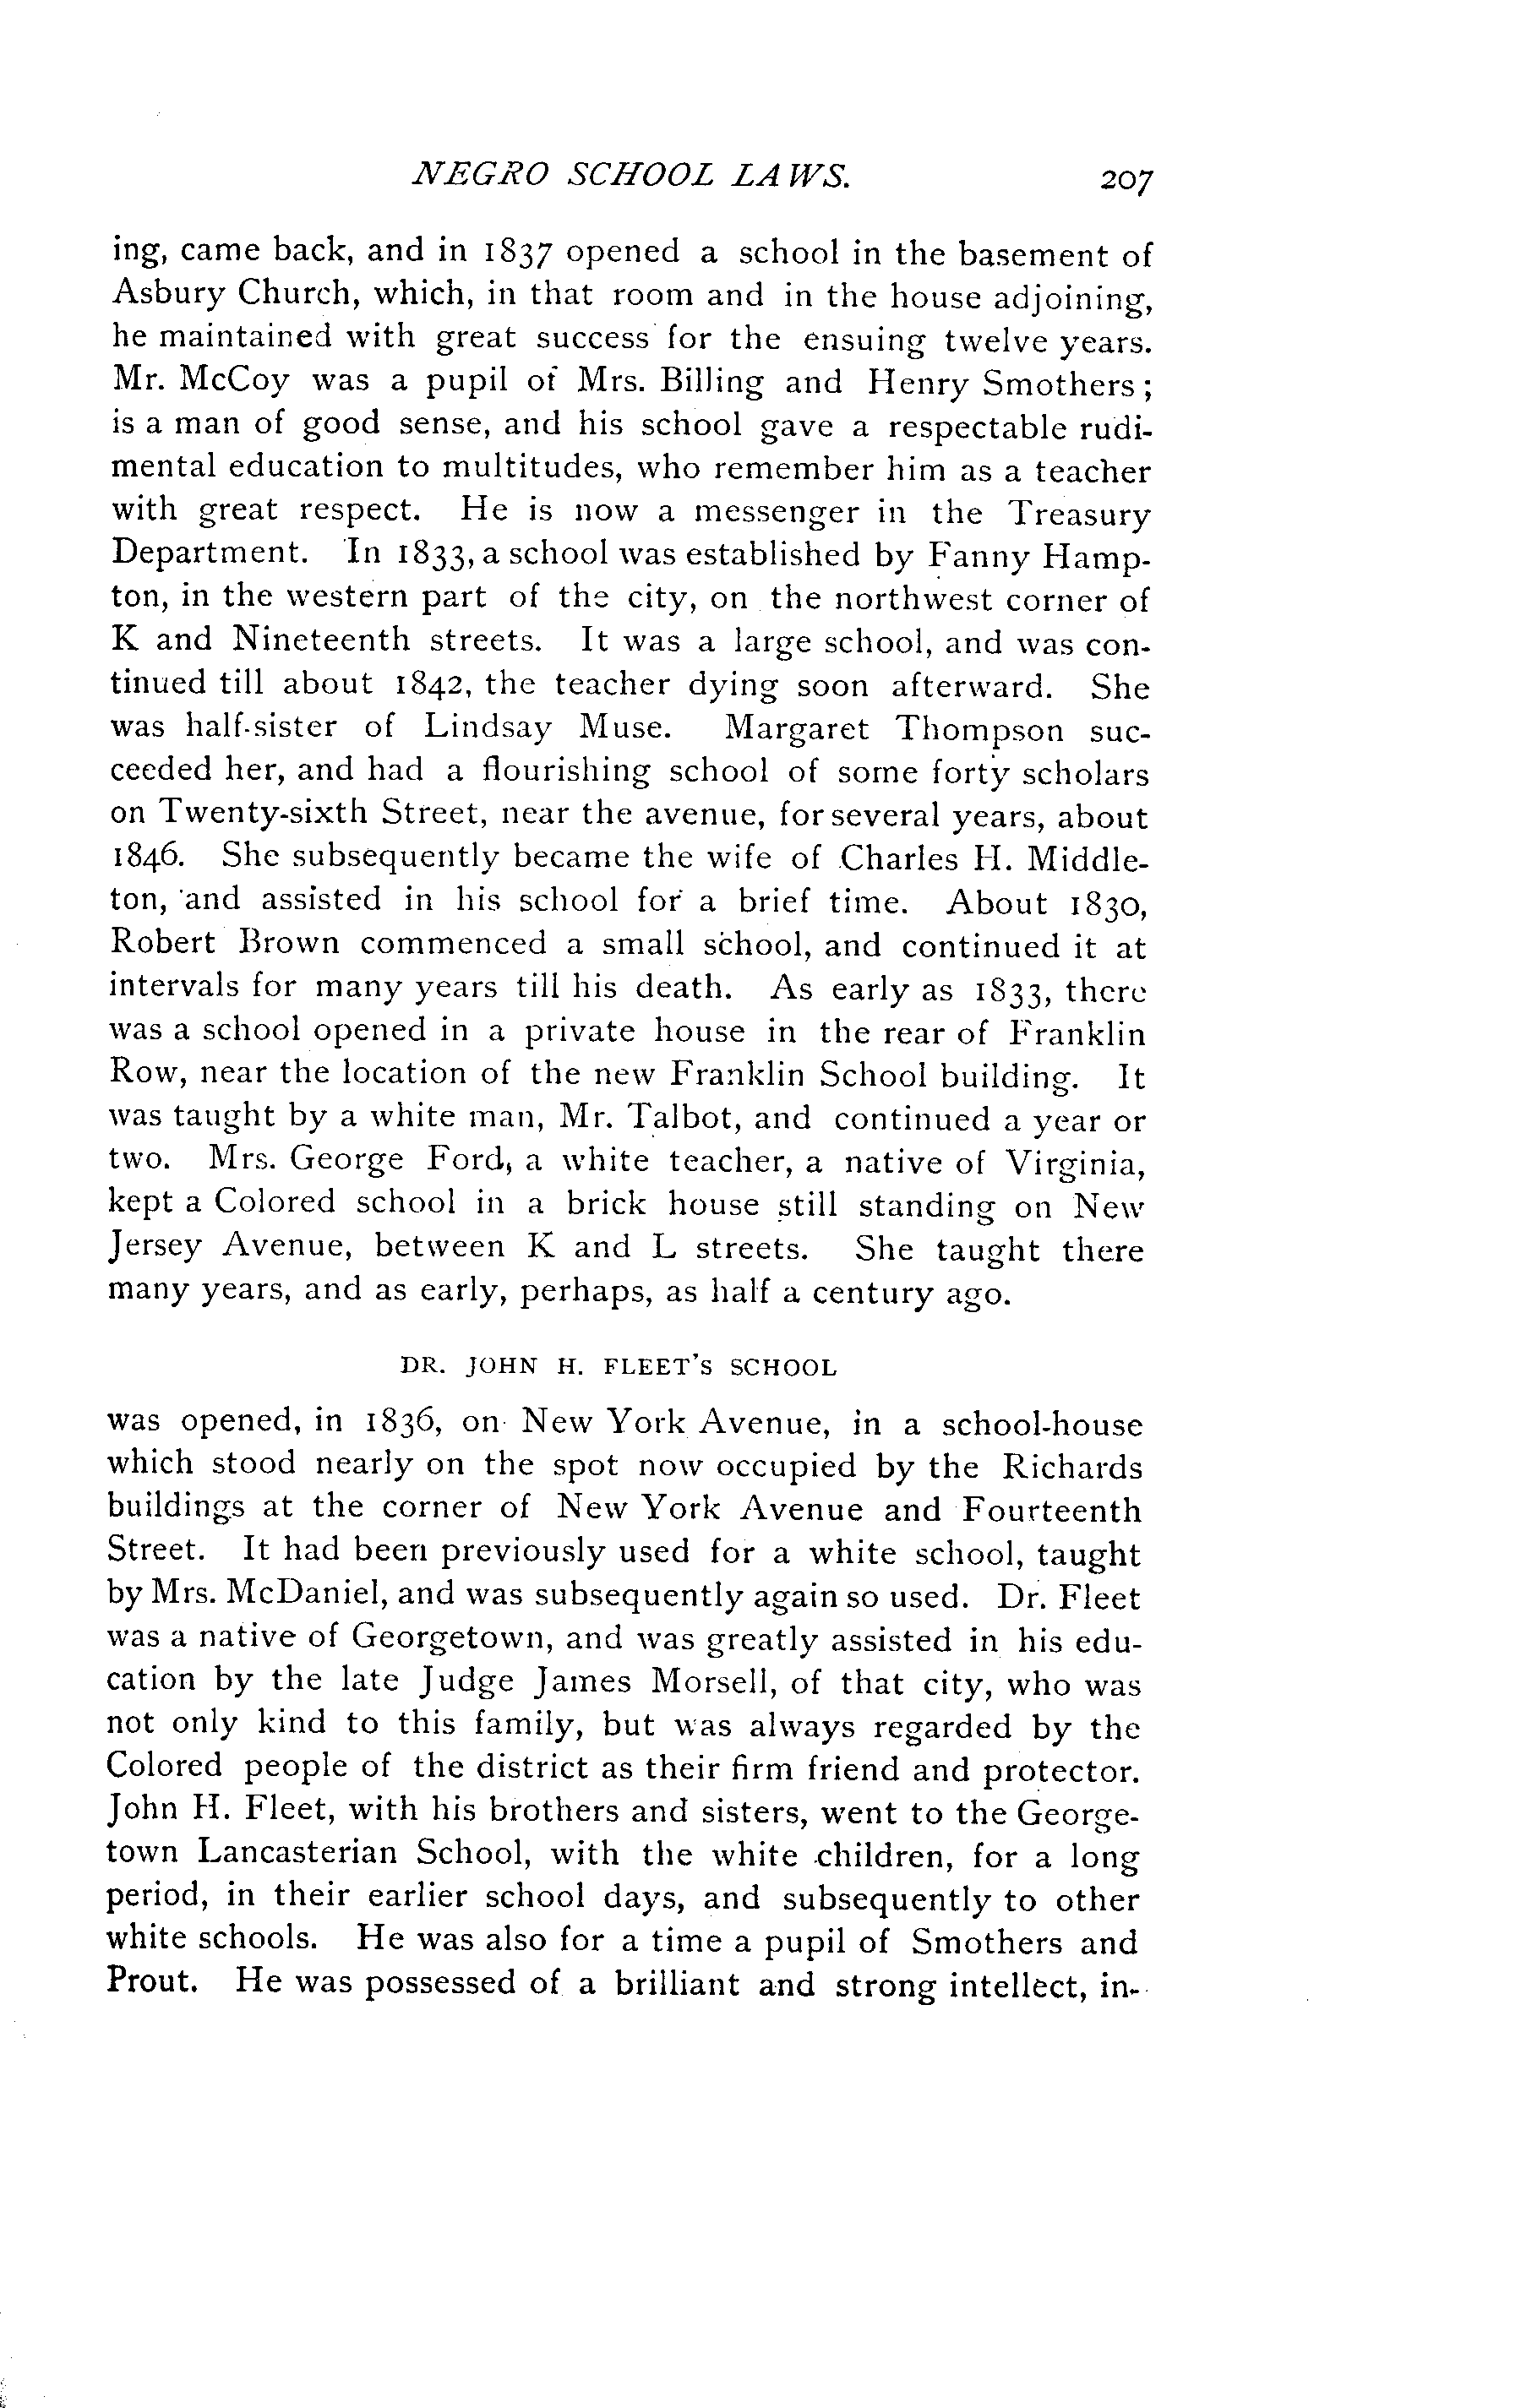 NEGRO SCHOOL LAWS. 207
ing, came back, and in 1837 opened a school in the basement of
Asbury Church, which, in that room and in the house adjoining,
he maintained with great success for the ensuing twelve years.
Mr. McCoy was a pupil of Mrs. Billing and Henry Smothers;
is a man of good sense, and his school gave a respectable rudi-
mental education to multitudes, who remember him as a teacher
with great respect. He is now a messenger in the Treasury
Department. In 1833, a school was established by Fanny Hamp-
ton, in the western part of the city, on the northwest corner of
K and Nineteenth streets. It was a large school, and was con-
tinued till about 1842, the teacher dying soon afterward. She
was half-sister of Lindsay Muse. Margaret Thompson suc-
ceeded her, and had a flourishing school of some forty scholars
on Twenty-sixth Street, near the avenue, for several years, about
1846. She subsequently became the wife of Charles H. Middle-
ton, and assisted in his school for a brief time. About 1830,
Robert Brown commenced a small school, and continued it at
intervals for many years till his death. As early as 1833, there
was a school opened in a private house in the rear of Franklin
Row, near the location of the new Franklin School building. It
was taught by a white man, Mr. Talbot, and continued a year or
two. Mrs. George Ford, a white teacher, a native of Virginia,
kept a Colored school in a brick house still standing on New
Jersey Avenue, between K and L streets. She taught there
many years, and as early, perhaps, as half a century ago.
DR. JOHN H. FLEET'S SCHOOL
was opened, in 1836, on New York Avenue, in a school-house
which stood nearly on the spot now occupied by the Richards
buildings at the corner of New York Avenue and Fourteenth
Street. It had been previously used for a white school, taught
by Mrs. McDaniel, and was subsequently again so used. Dr. Fleet
was a native of Georgetown, and was greatly assisted in his edu-
cation by the late Judge James Morsell, of that city, who was
not only kind to this family, but was always regarded by the
Colored people of the district as their firm friend and protector.
John H. Fleet, with his brothers and sisters, went to the George-
town Lancasterian School, with the white children, for a long
period, in their earlier school days, and subsequently to other
white schools. He was also for a time a pupil of Smothers and
Prout. He was possessed of a brilliant and strong intellect, in-